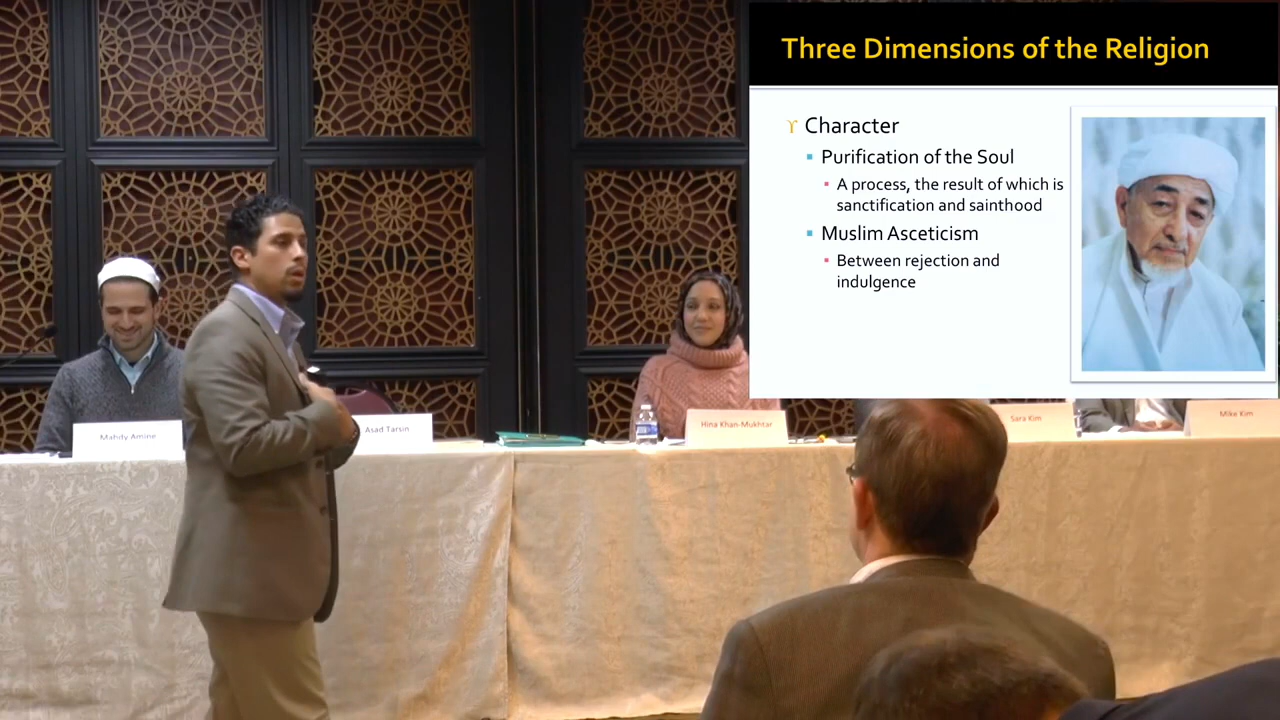 Three Dimensions of the Religion
Character
Purification of the Soul
A process, the result of which is
sanctification and sainthood
Muslim Asceticism
Between rejection and
indulgence
Mahdy Amine
Asad Tarsin
Hina Khan-Mukhtar
Sara Kim
Mike Kim